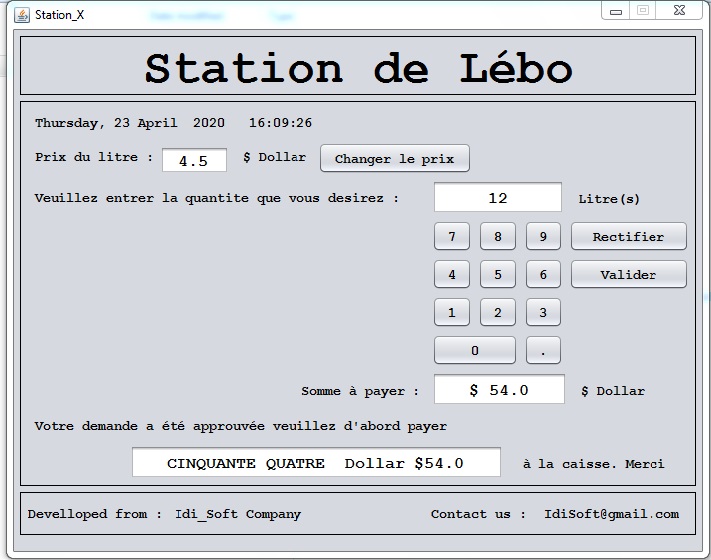 Station_X
Station de Lébo
Thursday, 23 April 2020 16:09:26
Prix du litre : 4.5 $ Dollar Changer le prix
Veuillez entrer la quantite que vous desirez : 12 Litre(s)
7 8 9 Rectifier
4 5 6 Valider
1 2 3
0 .
Somme à payer : $ 54.0 $ Dollar
Votre demande a été approuvée veuillez d'abord payer
CINQUANTE QUATRE Dollar $54.0 à la caisse. Merci
Develloped from : Idi_Soft Company Contact us : IdiSoft@gmail.com